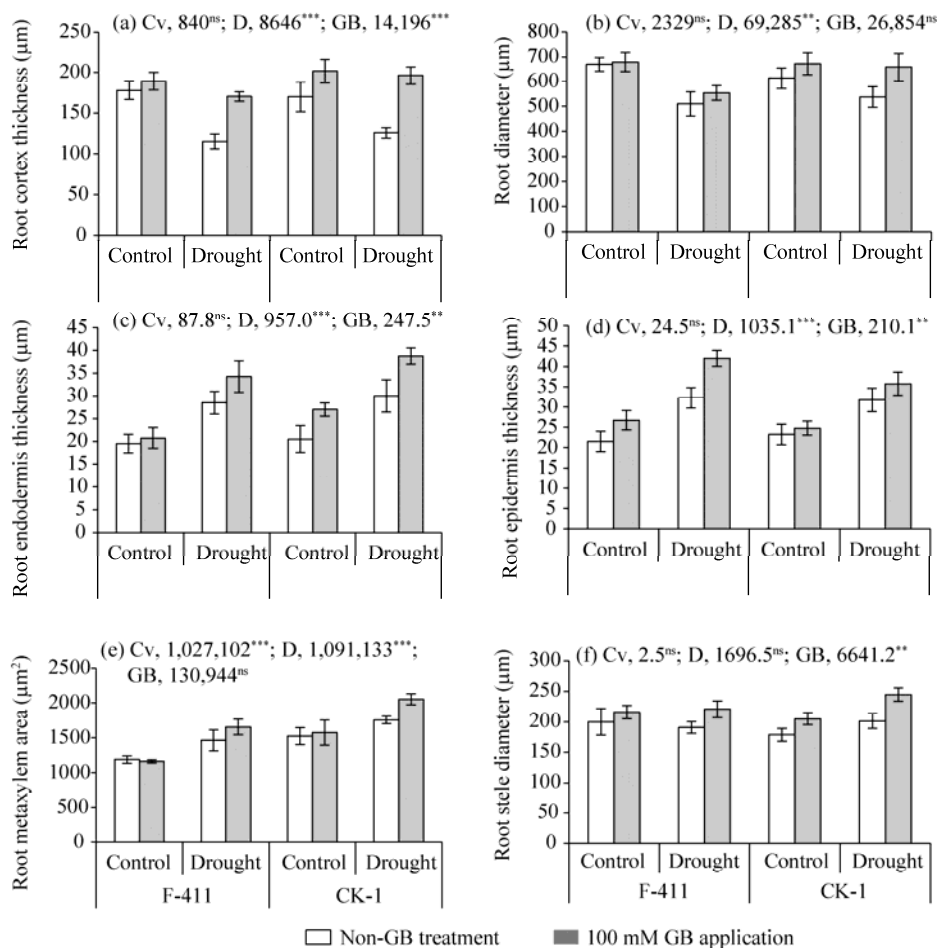 (a) Cv, 840ns; D, 8646***; GB, 14,196***
Root cortex thickness (μm)
250
200
150
100
50
0
Control Drought Control Drought
(b) Cv, 2329ns; D, 69,285**; GB, 26,854ns
Root diameter (μm)
800
700
600
500
400
300
200
100
0
Control Drought Control Drought
(c) Cv, 87.8ns; D, 957.0***; GB, 247.5**
Root endodermis thickness (μm)
45
40
35
30
25
20
15
10
5
0
Control Drought Control Drought
(d) Cv, 24.5ns; D, 1035.1***; GB, 210.1**
Root epidermis thickness (μm)
50
45
40
35
30
25
20
15
10
5
0
Control Drought Control Drought
(e) Cv, 1,027,102***; D, 1,091,133***;
GB, 130,944ns
Root metaxylem area (μm²)
2500
2000
1500
1000
500
0
Control Drought Control Drought
F-411 CK-1
(f) Cv, 2.5ns; D, 1696.5ns; GB, 6641.2**
Root stele diameter (μm)
300
250
200
150
100
50
0
Control Drought Control Drought
F-411 CK-1
Non-GB treatment 100 mM GB application